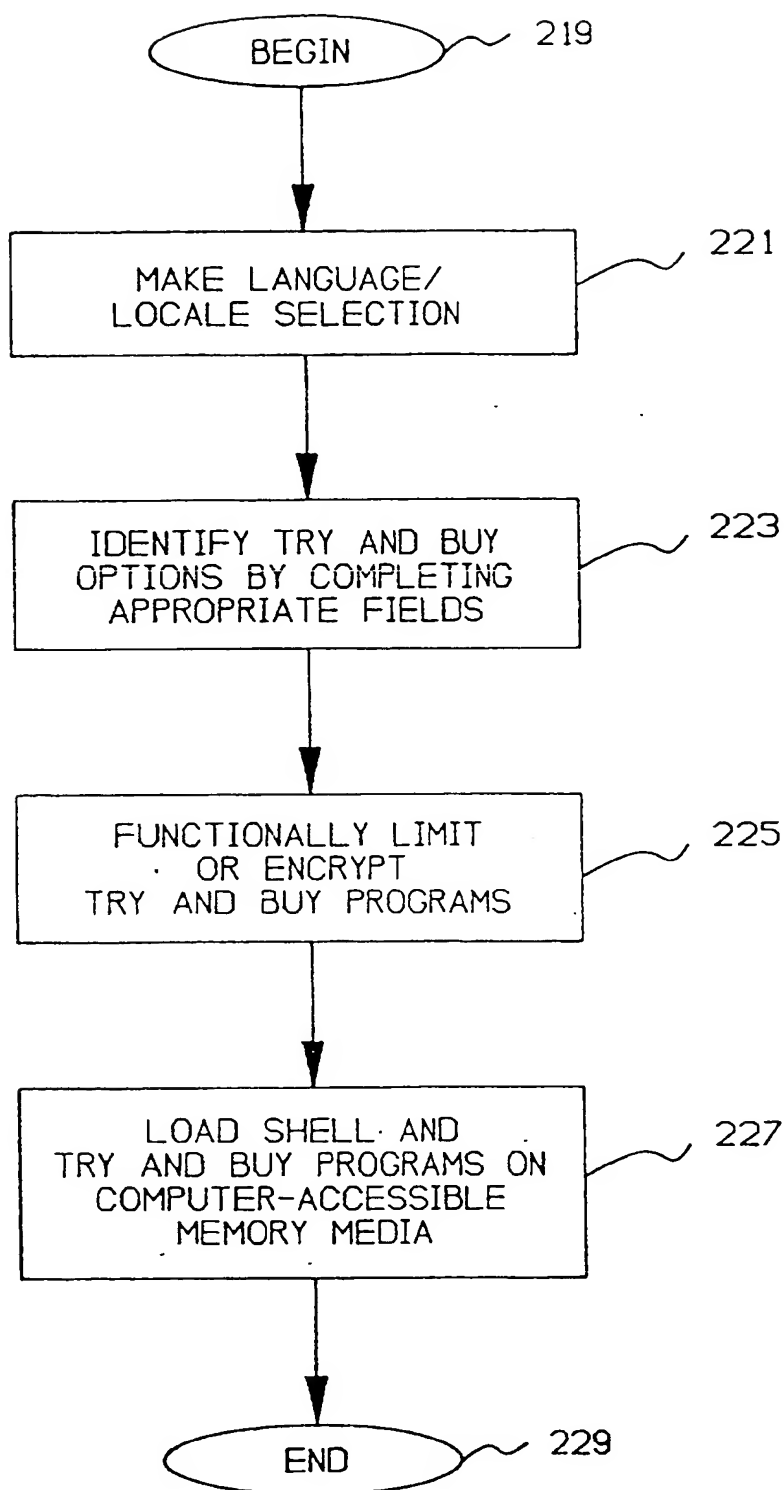 BEGIN
219
221
MAKE LANGUAGE/
LOCALE SELECTION
223
IDENTIFY TRY AND BUY
OPTIONS BY COMPLETING
APPROPRIATE FIELDS
225
FUNCTIONALLY LIMIT
OR ENCRYPT
TRY AND BUY PROGRAMS
227
LOAD SHELL AND
TRY AND BUY PROGRAMS ON
COMPUTER-ACCESSIBLE
MEMORY MEDIA
END
229